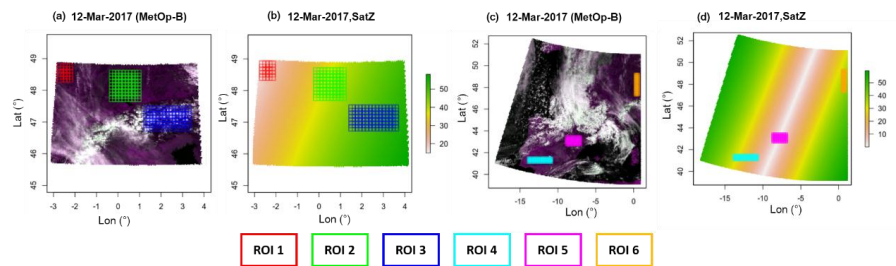 (a) 12-Mar-2017 (MetOp-B)
(b) 12-Mar-2017,SatZ
(c) 12-Mar-2017 (MetOp-B)
(d) 12-Mar-2017,SatZ
Lat (°)
49
48
47
46
45
-3 -2 -1 0 1 2 3 4
Lon (°)
Lat (°)
49
48
47
46
45
-3 -2 -1 0 1 2 3 4
Lon (°)
50
40
30
20
Lat (°)
52
50
48
46
44
42
40
-15 -10 -5 0
Lon (°)
Lat (°)
52
50
48
46
44
42
40
-15 -10 -5 0
Lon (°)
50
40
30
20
10
0
ROI 1 ROI 2 ROI 3 ROI 4 ROI 5 ROI 6